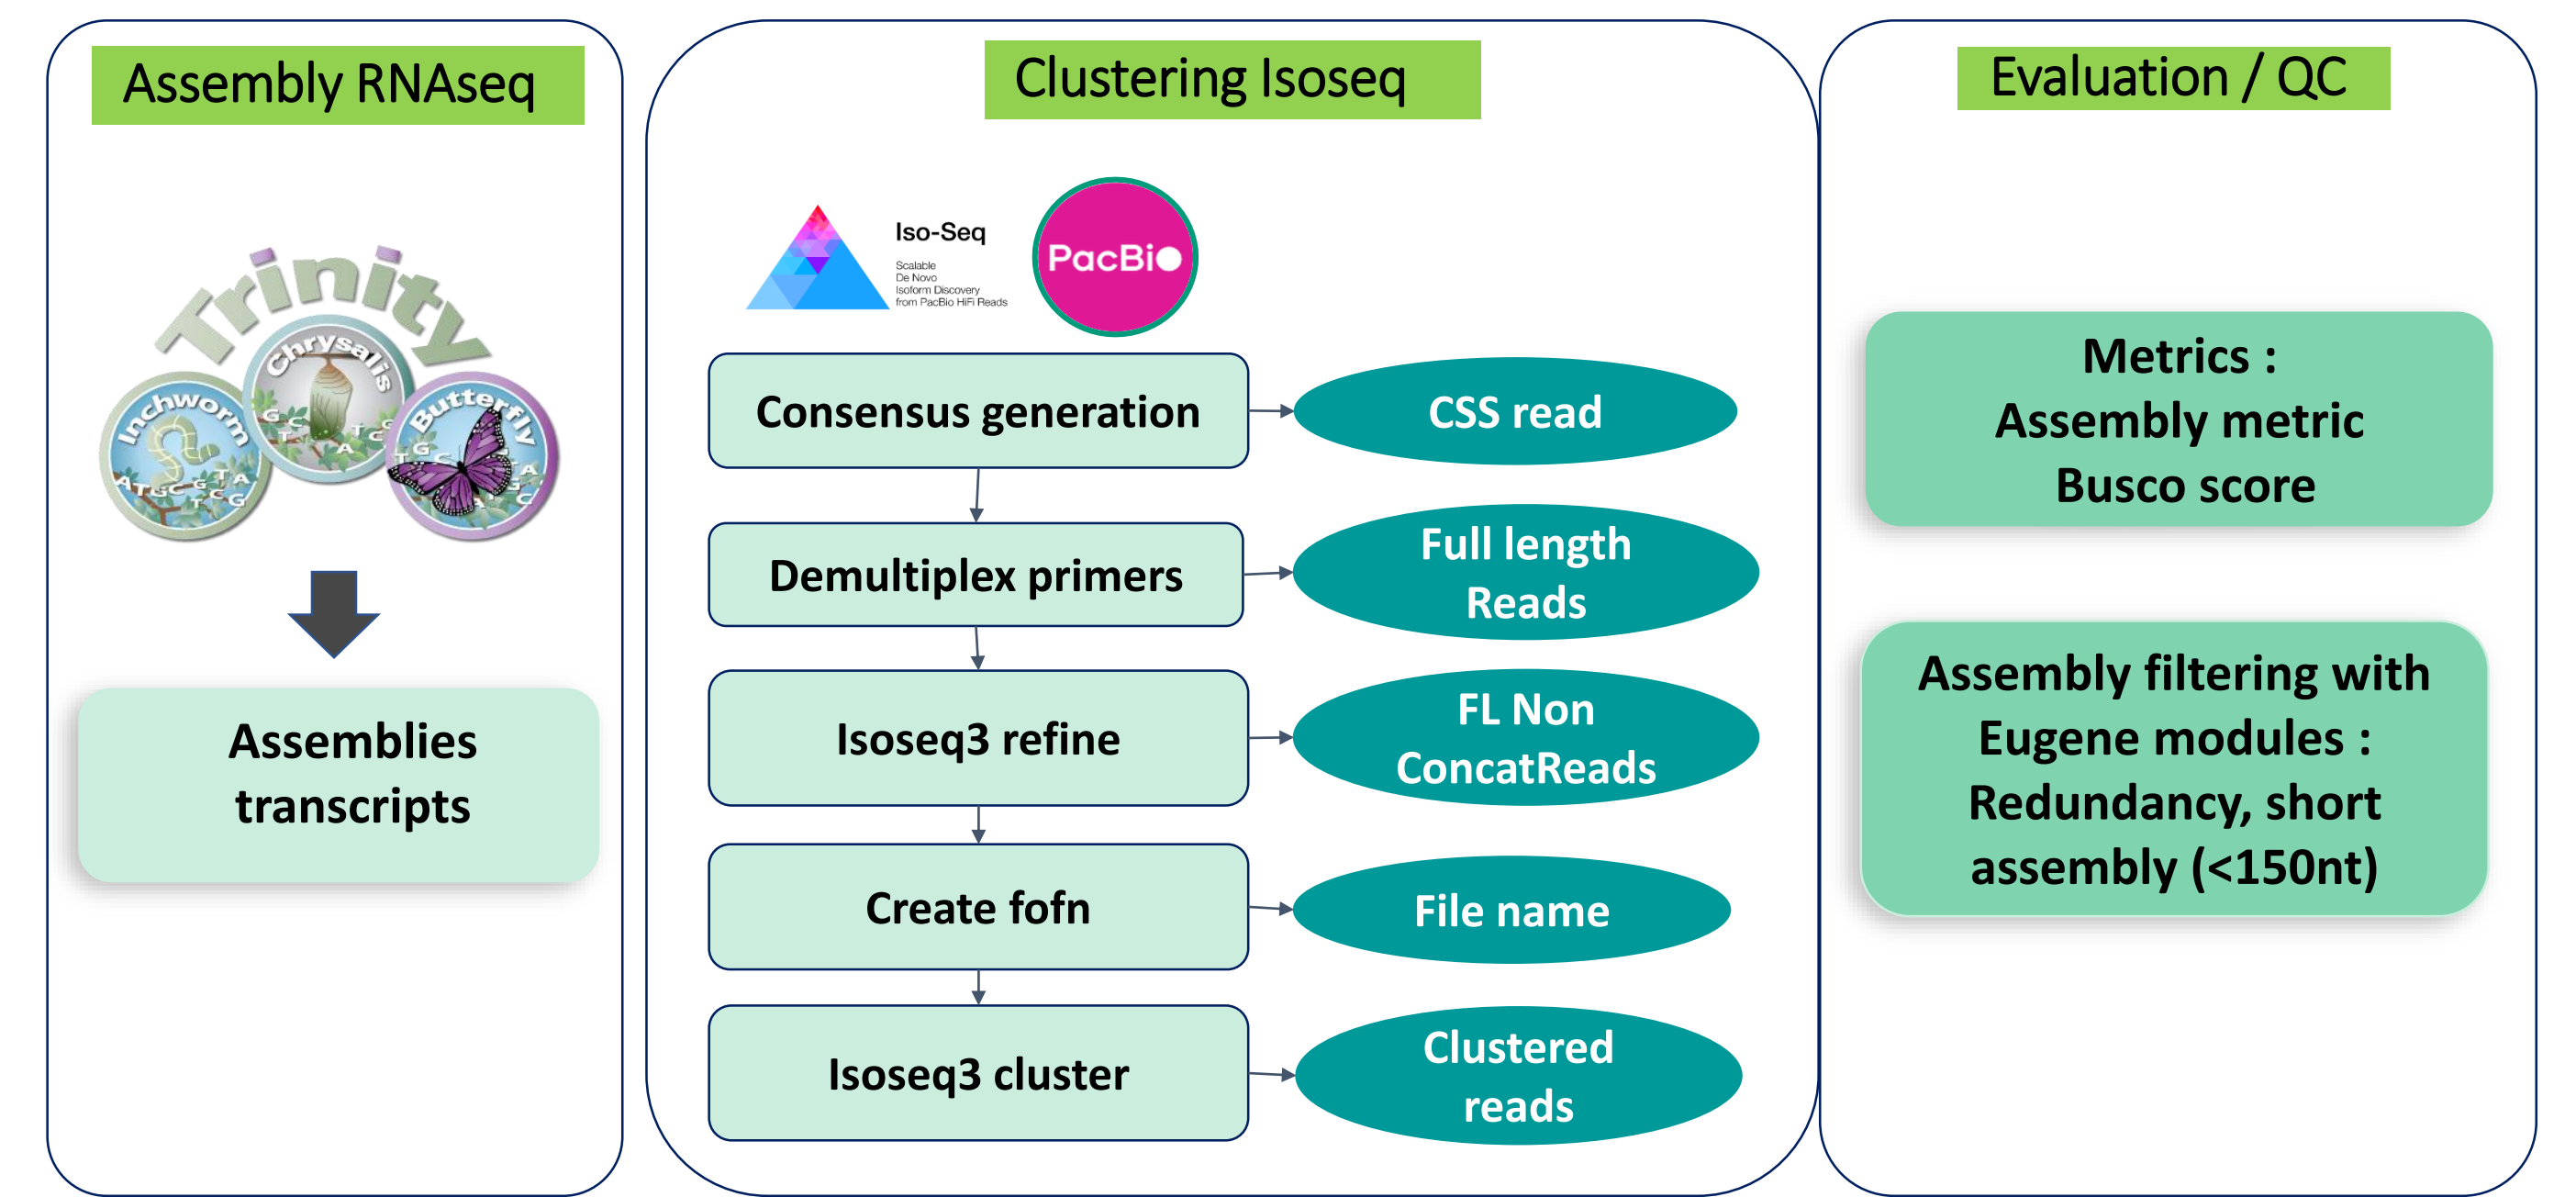 Assembly RNAseq
Trinity
Chrysalis
Inchworm
Butterfly
Assemblies
transcripts
Clustering Isoseq
Iso-Seq
Scalable
De Novo
Isoform Discovery
from PacBio HiFi Reads
PacBio
Consensus generation
CSS read
Demultiplex primers
Full length
Reads
Isoseq3 refine
FL Non
ConcatReads
Create fofn
File name
Isoseq3 cluster
Clustered
reads
Evaluation / QC
Metrics :
Assembly metric
Busco score
Assembly filtering with
Eugene modules :
Redundancy, short
assembly (<150nt)